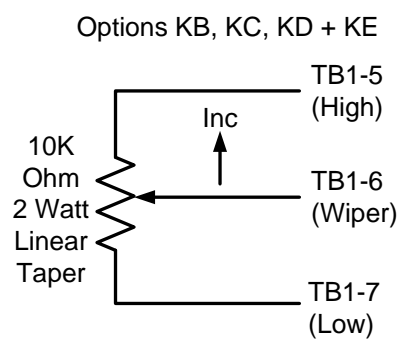 Options KB, KC, KD + KE
TB1-5
(High)
Inc
10K
Ohm
2 Watt
Linear
Taper
TB1-6
(Wiper)
TB1-7
(Low)